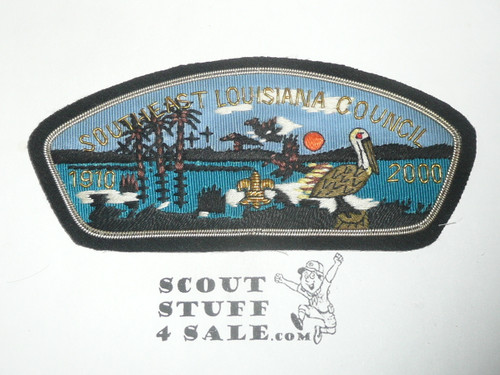 SOUTHEAST LOUISIANA COUNCIL
1910 2000
SCOUT
STUFF
4 SALE.COM